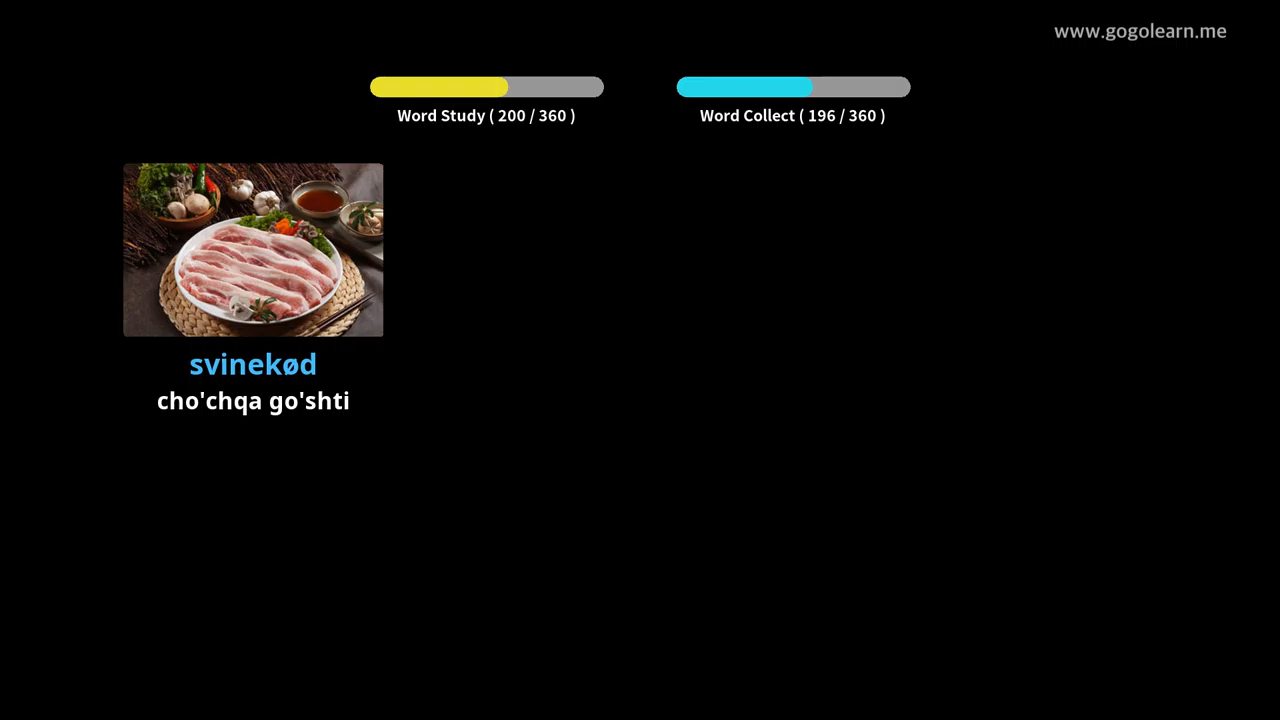 www.gogolearn.me
Word Study ( 200 / 360 )
Word Collect ( 196 / 360 )
svinekød
cho'chqa go'shti